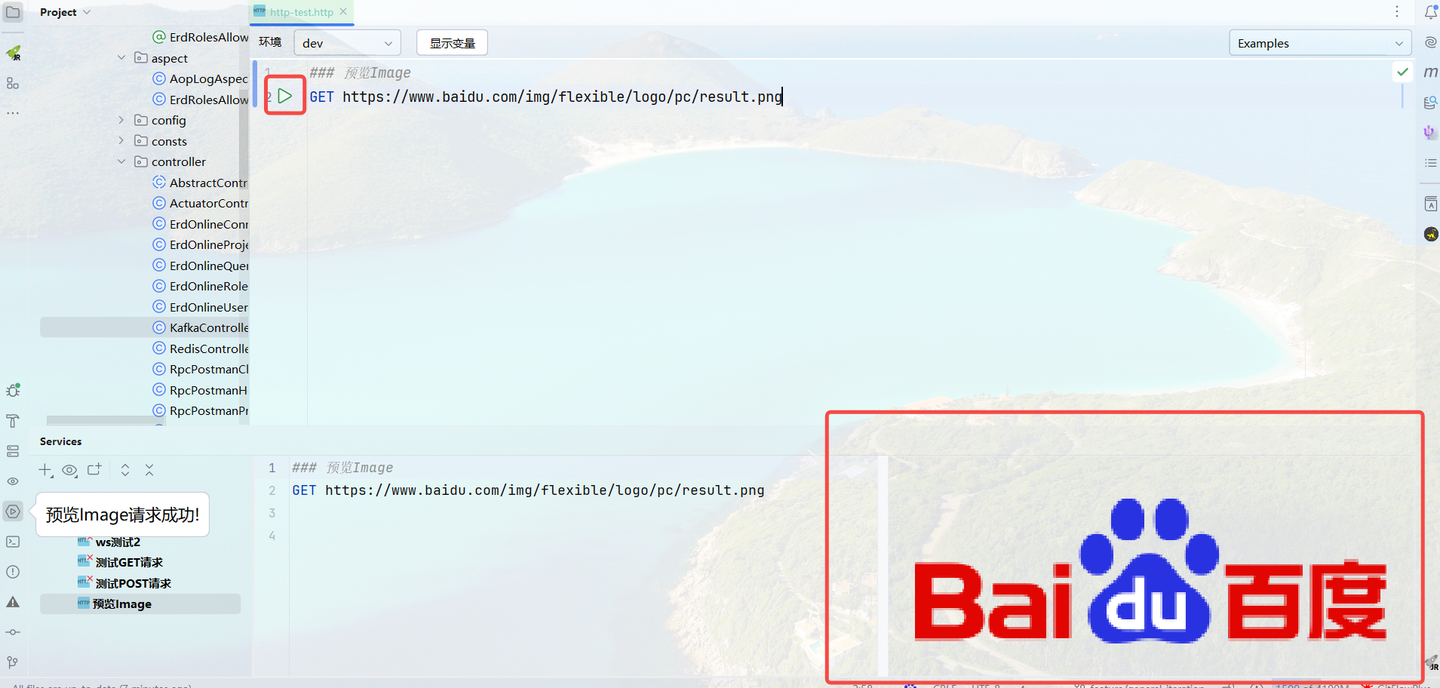 Project
http-test.http
ErdRolesAllow
环境
dev
显示变量
Examples
aspect
AopLogAspec
ErdRolesAllow
config
consts
controller
AbstractContr
ActuatorContr
ErdOnlineConn
ErdOnlineProje
ErdOnlineQuer
ErdOnlineRole
ErdOnlineUser
KafkaControlle
RedisControlle
RpcPostmanCl
RpcPostmanH
RpcPostmanPr
1 ### 预览Image
2 GET https://www.baidu.com/img/flexible/logo/pc/result.png
Services
预览Image请求成功!
ws测试2
测试GET请求
测试POST请求
预览Image
1 ### 预览Image
2 GET https://www.baidu.com/img/flexible/logo/pc/result.png
3
4
Bai du 百度